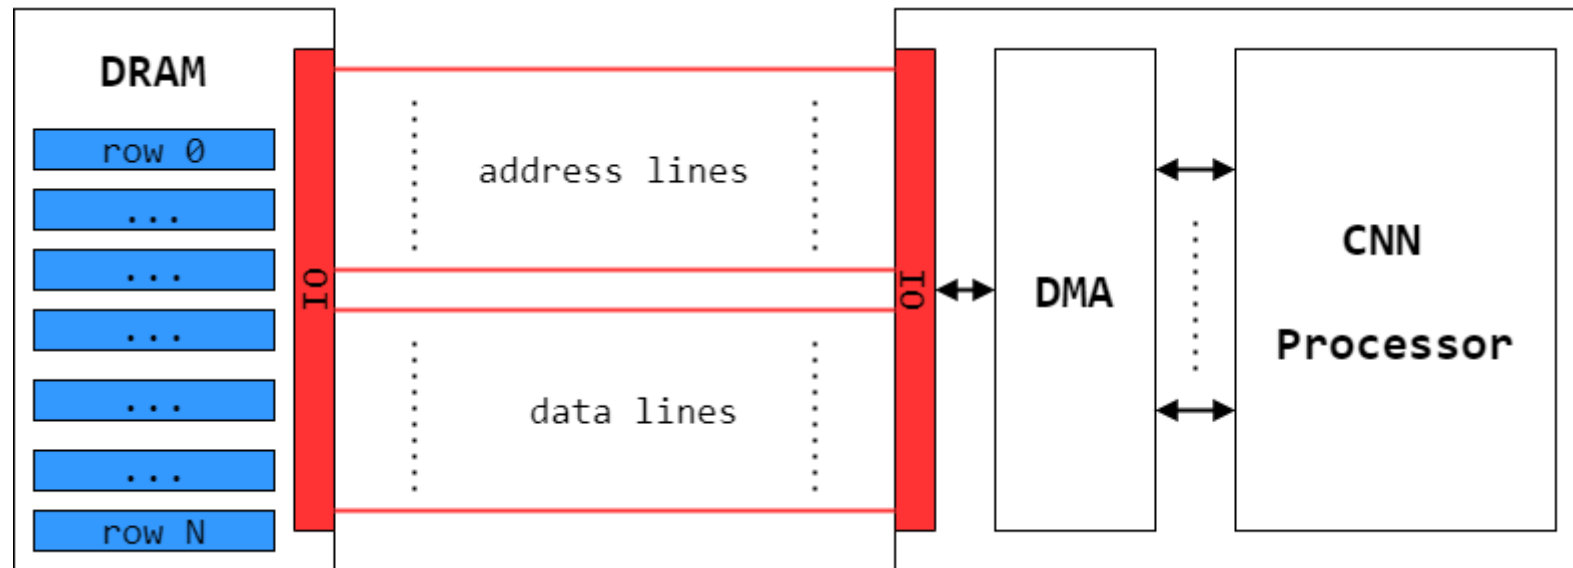 DRAM
row 0
...
...
...
...
...
row N
IO
address lines
data lines
IO
DMA
CNN
Processor